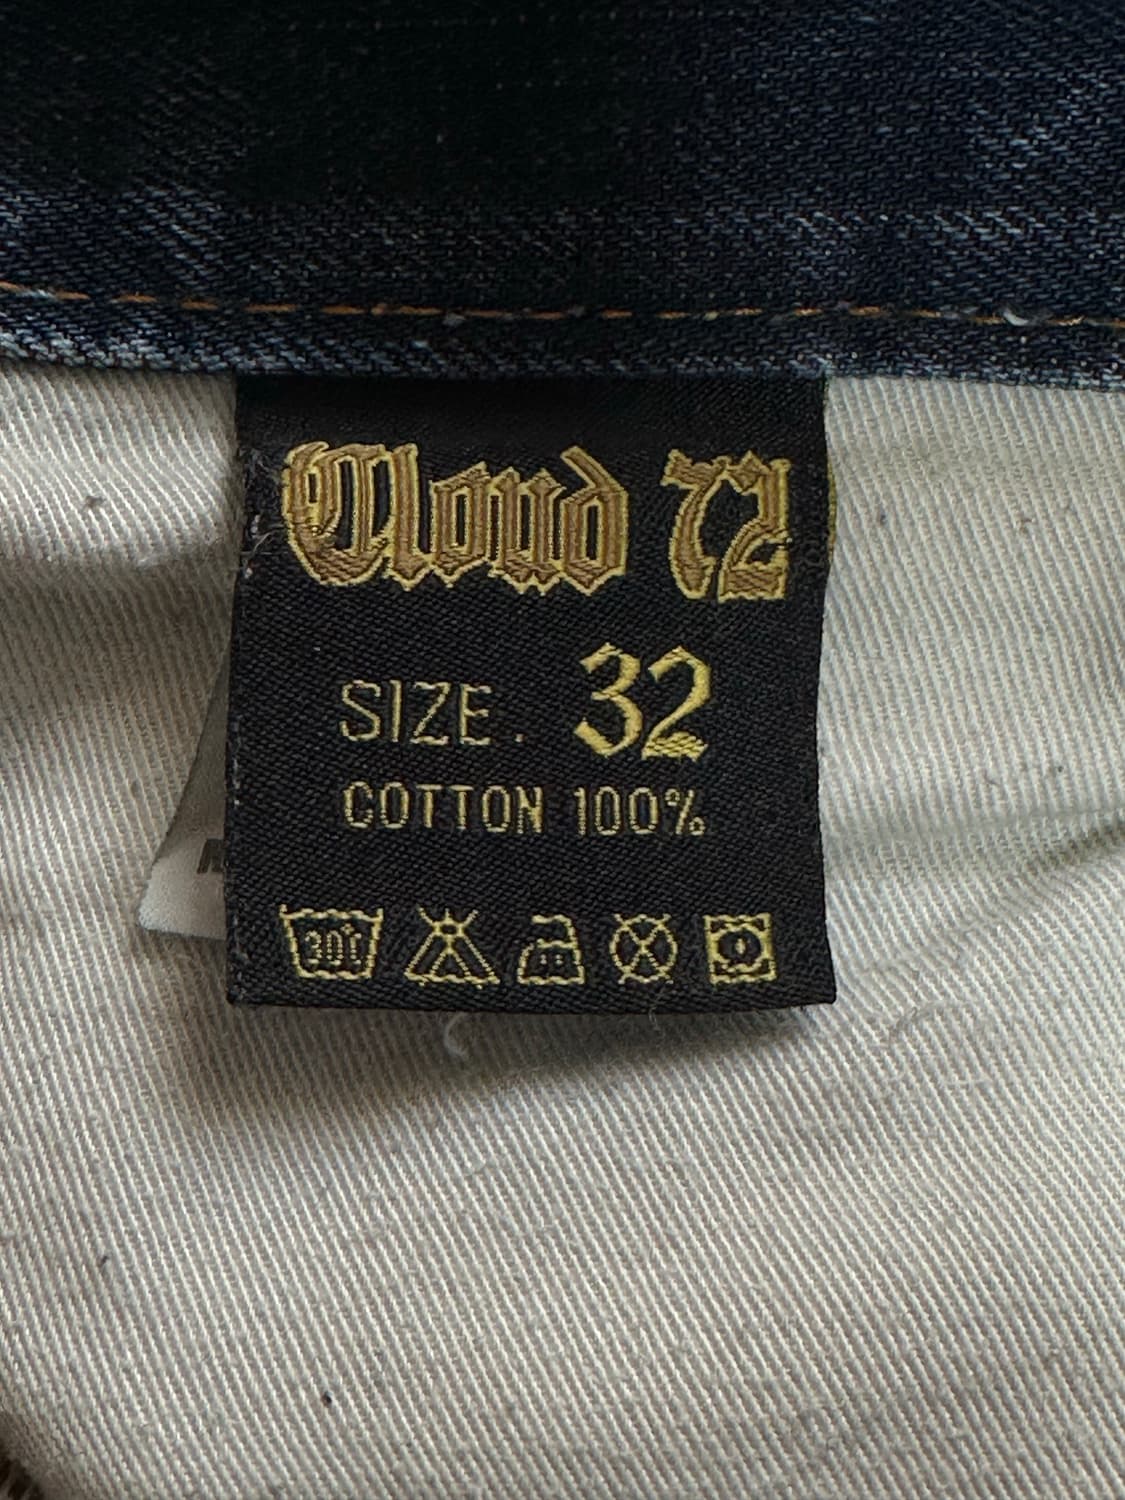 Cloud 72
SIZE. 32
COTTON 100%
30°C